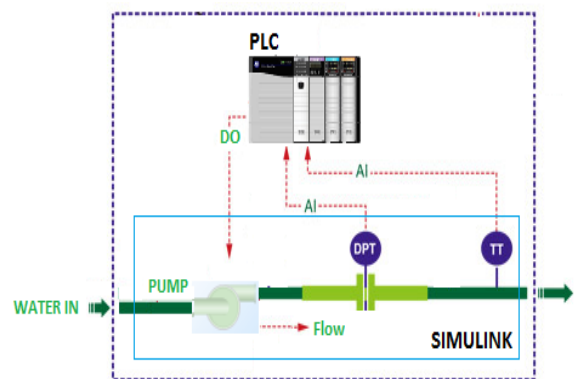 PLC
DO
AI
AI
DPT
TT
PUMP
WATER IN
Flow
SIMULINK